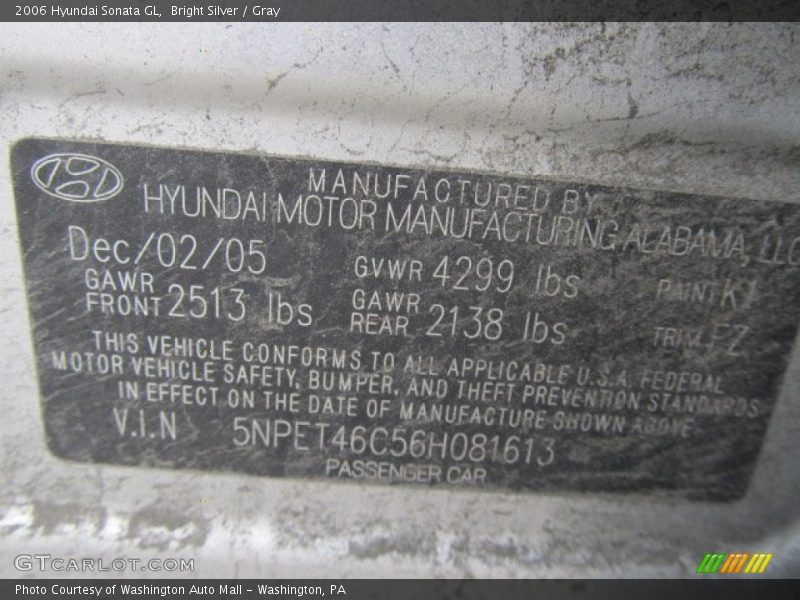 2006 Hyundai Sonata GL, Bright Silver / Gray
MANUFACTURED BY
HYUNDAI MOTOR MANUFACTURING ALABAMA, LLC
Dec/02/05 GVWR 4299 lbs PAINT K1
GAWR FRONT 2513 lbs GAWR REAR 2138 lbs TRIM FZ
THIS VEHICLE CONFORMS TO ALL APPLICABLE U.S.A. FEDERAL
MOTOR VEHICLE SAFETY, BUMPER, AND THEFT PREVENTION STANDARDS
IN EFFECT ON THE DATE OF MANUFACTURE SHOWN ABOVE
V.I.N 5NPET46C56H081613
PASSENGER CAR
GTCARLOT.COM
Photo Courtesy of Washington Auto Mall - Washington, PA